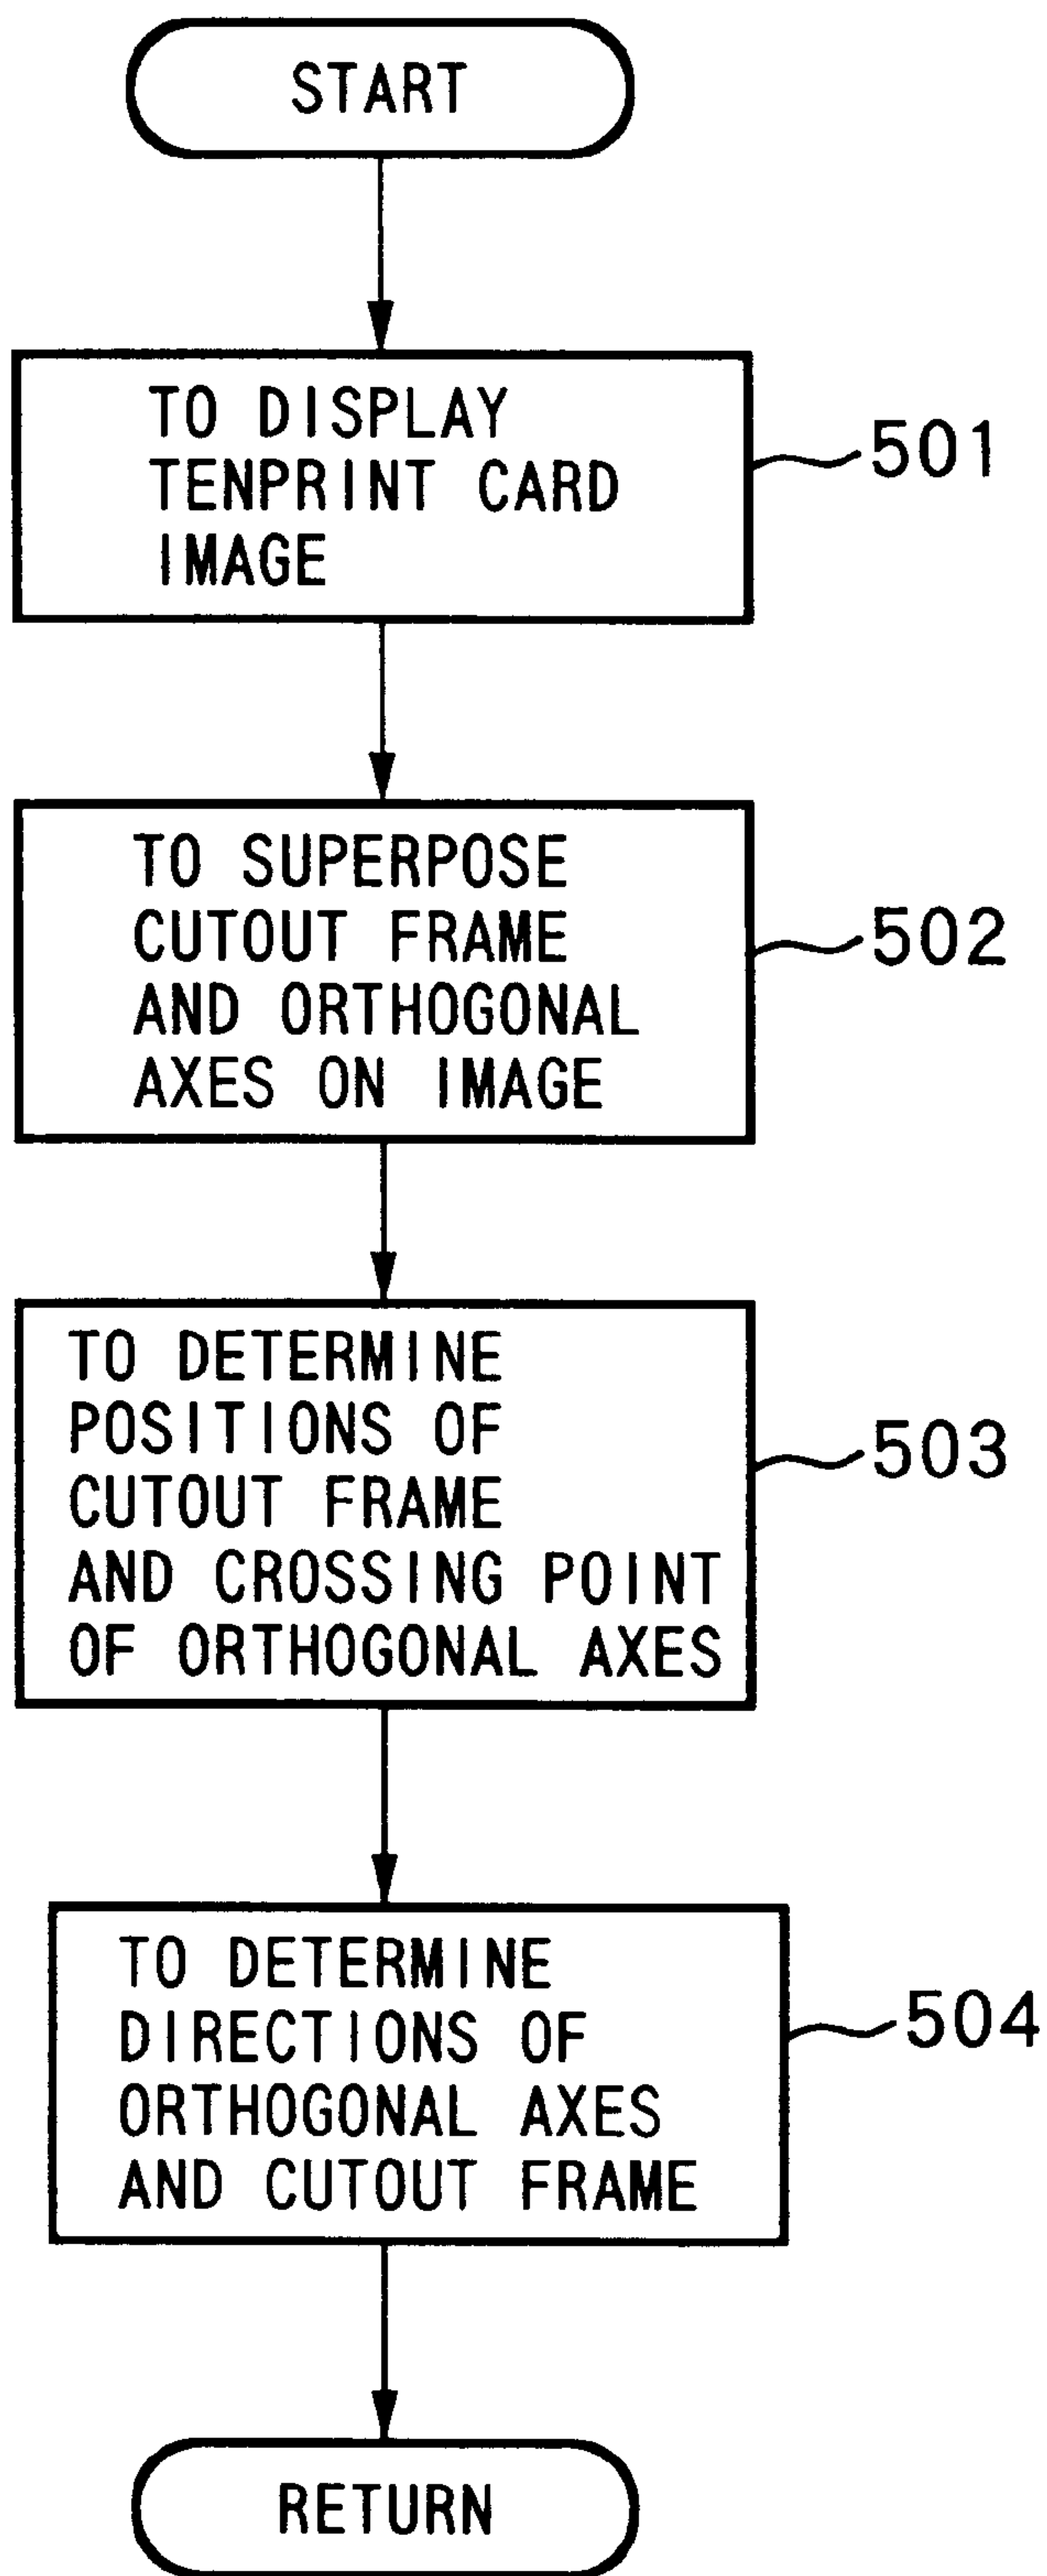 START
TO DISPLAY
TENPRINT CARD
IMAGE
501
TO SUPERPOSE
CUTOUT FRAME
AND ORTHOGONAL
AXES ON IMAGE
502
TO DETERMINE
POSITIONS OF
CUTOUT FRAME
AND CROSSING POINT
OF ORTHOGONAL AXES
503
TO DETERMINE
DIRECTIONS OF
ORTHOGONAL AXES
AND CUTOUT FRAME
504
RETURN